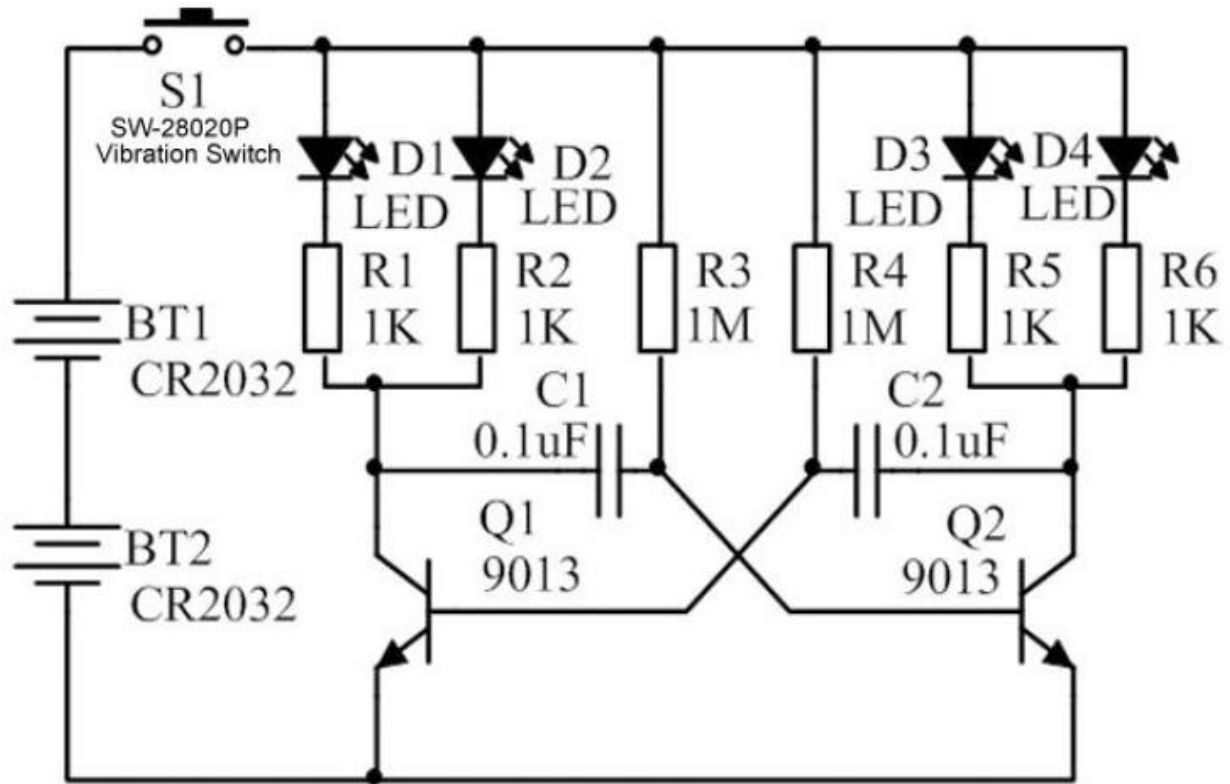 S1
SW-28020P
Vibration Switch
D1
LED
D2
LED
D3
LED
D4
LED
R1
1K
R2
1K
R3
1M
R4
1M
R5
1K
R6
1K
BT1
CR2032
C1
0.1uF
C2
0.1uF
Q1
9013
Q2
9013
BT2
CR2032